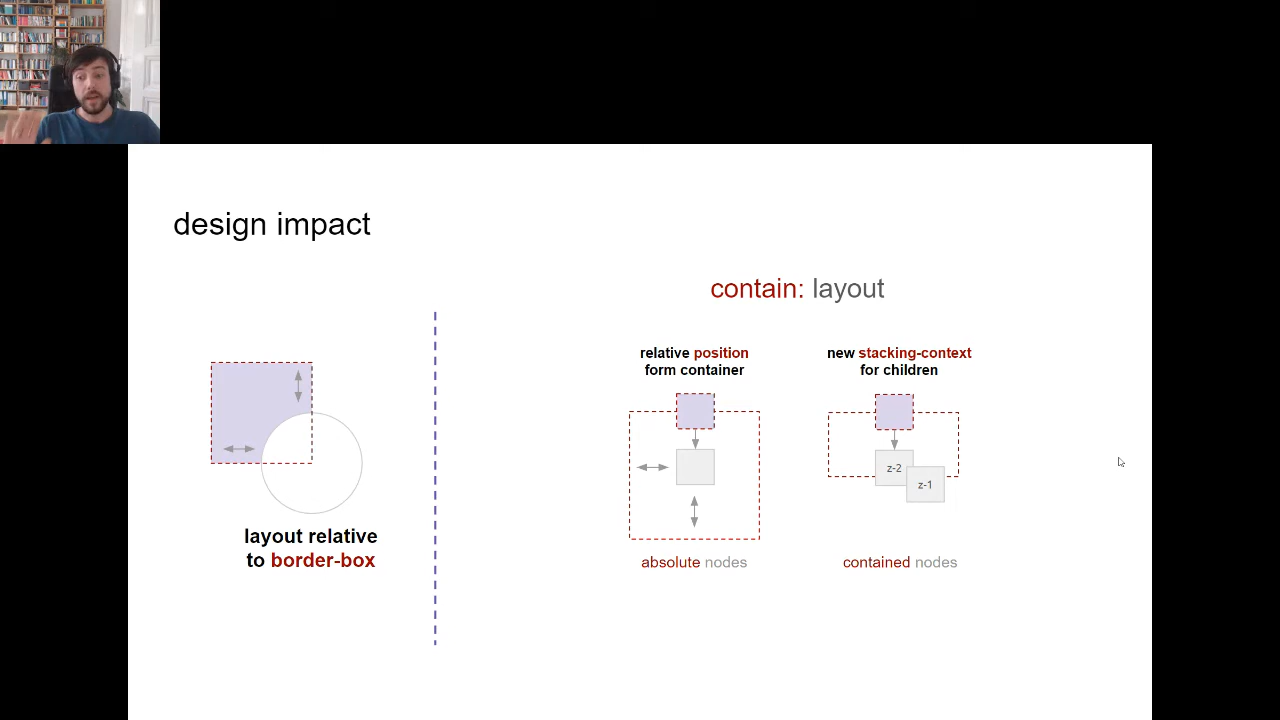 design impact
contain: layout
relative position
form container
new stacking-context
for children
z-2
z-1
layout relative
to border-box
absolute nodes
contained nodes